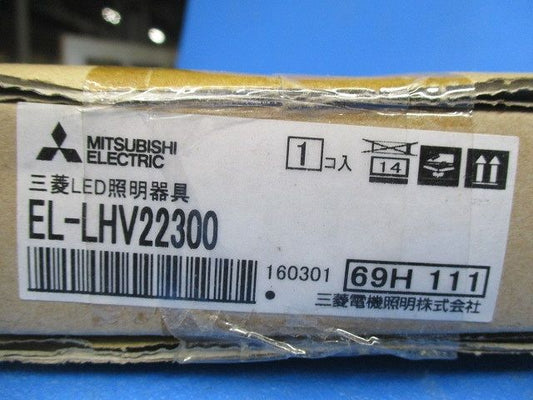 MITSUBISHI
ELECTRIC
1コ入
14
三菱LED照明器具
EL-LHV22300
160301
69H 111
三菱電機照明株式会社